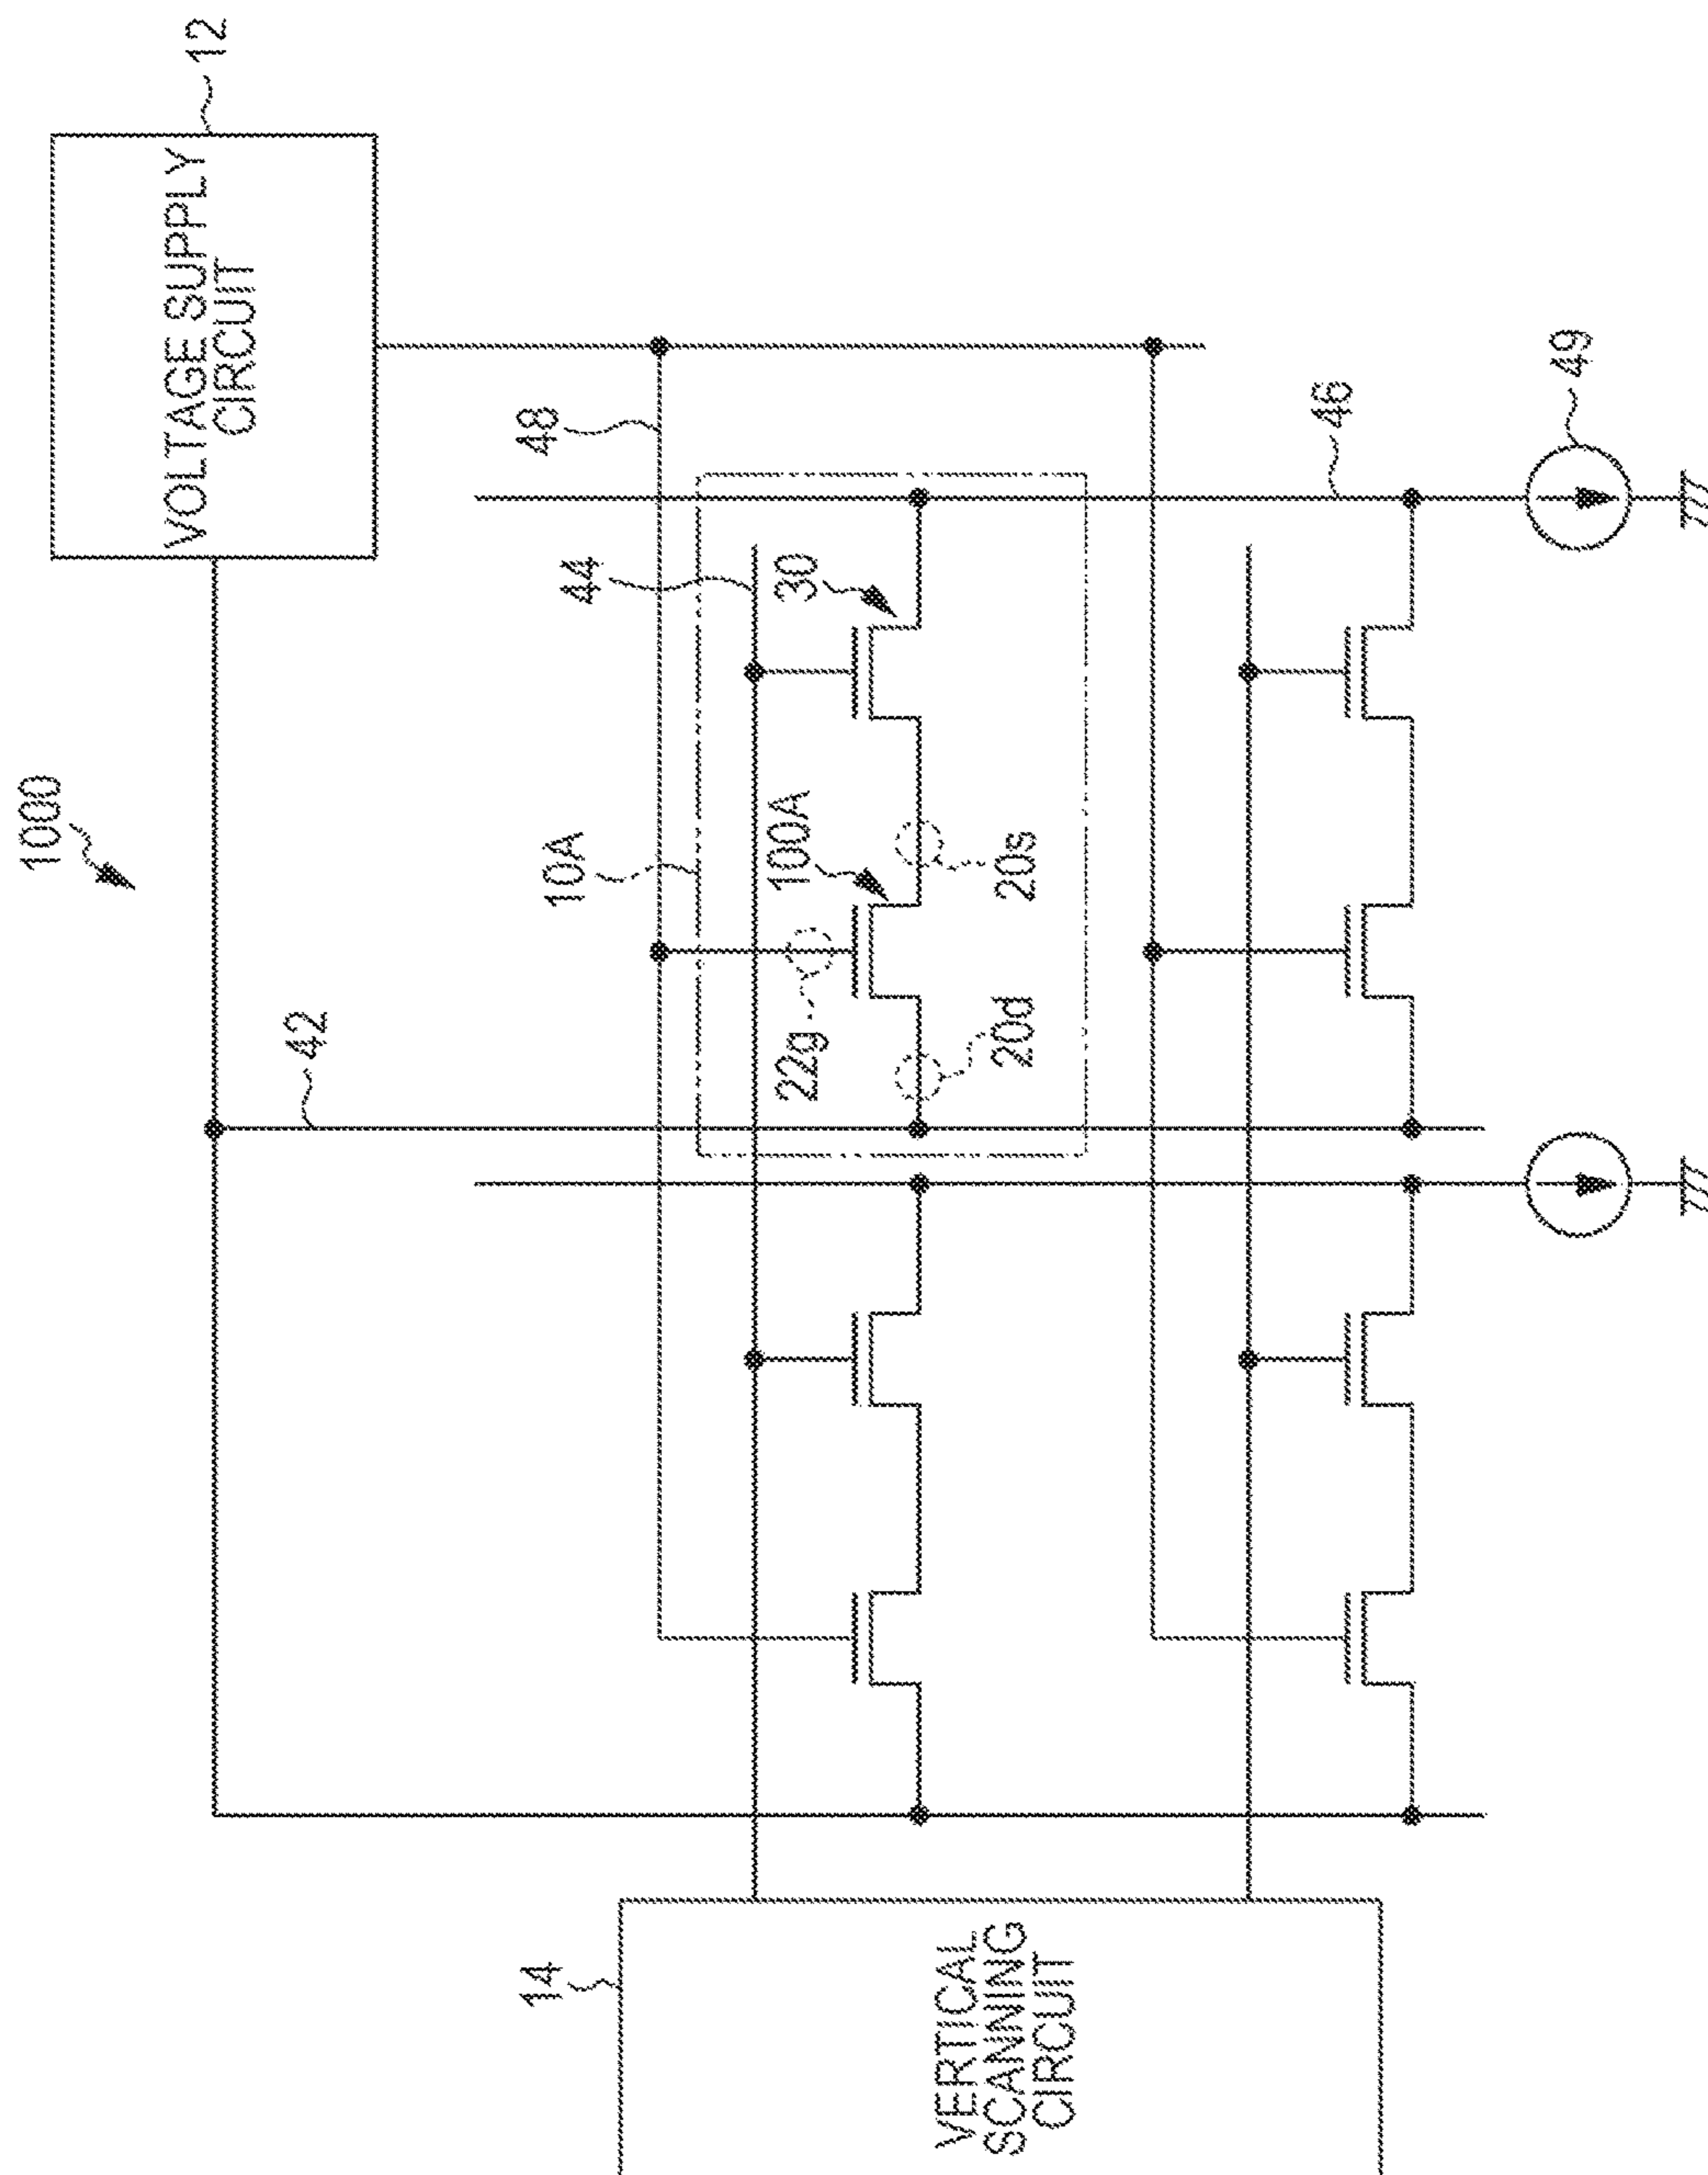 1000
12
VOLTAGE SUPPLY
CIRCUIT
42
48
10A
44
30
100A
22g
20s
20d
46
49
14
VERTICAL
SCANNING
CIRCUIT